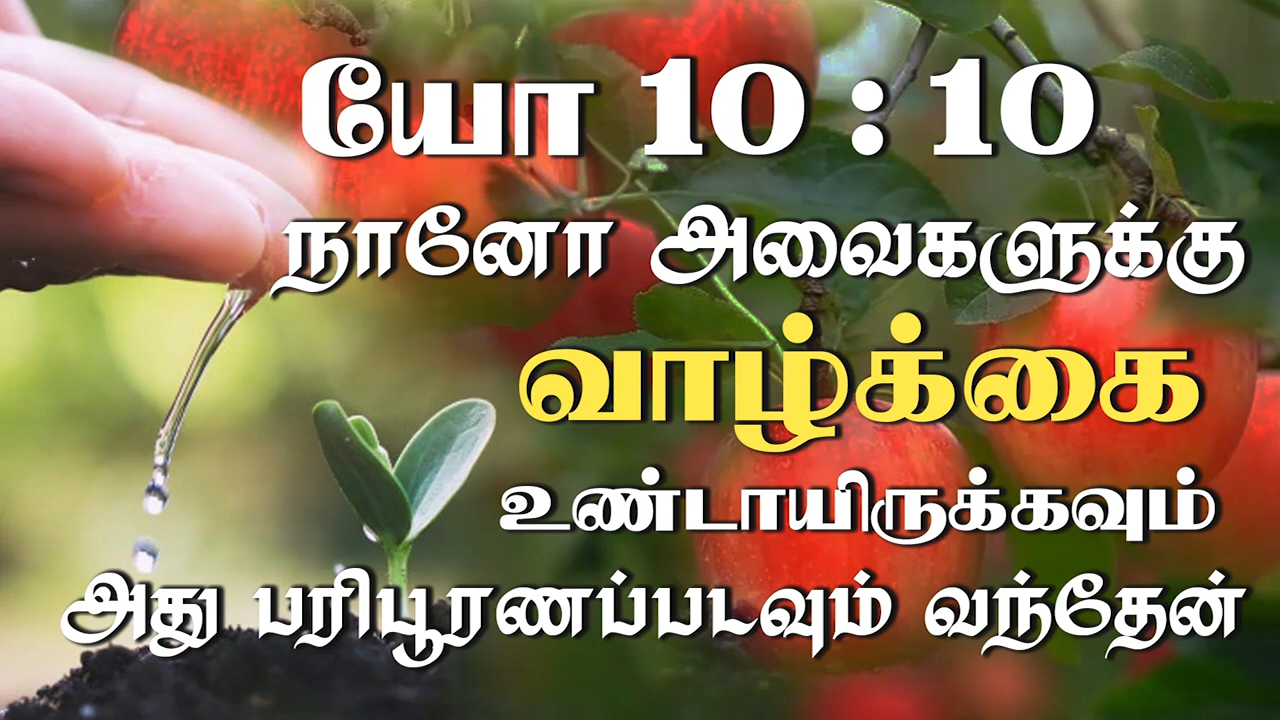 யோ 10 : 10
நானோ அவைகளுக்கு
வாழ்க்கை
உண்டாயிருக்கவும்
அது பரிபூரணப்படவும் வந்தேன்